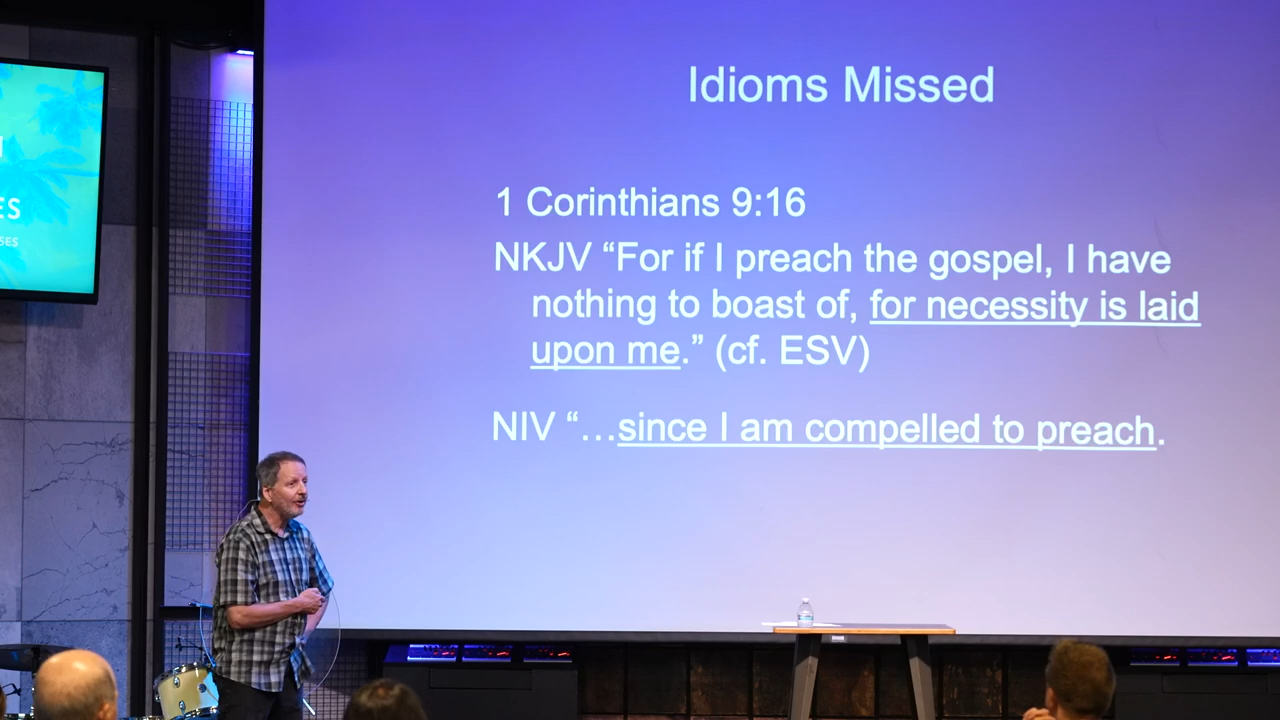 Idioms Missed
1 Corinthians 9:16
NKJV “For if I preach the gospel, I have
nothing to boast of, for necessity is laid
upon me.” (cf. ESV)
NIV “…since I am compelled to preach.